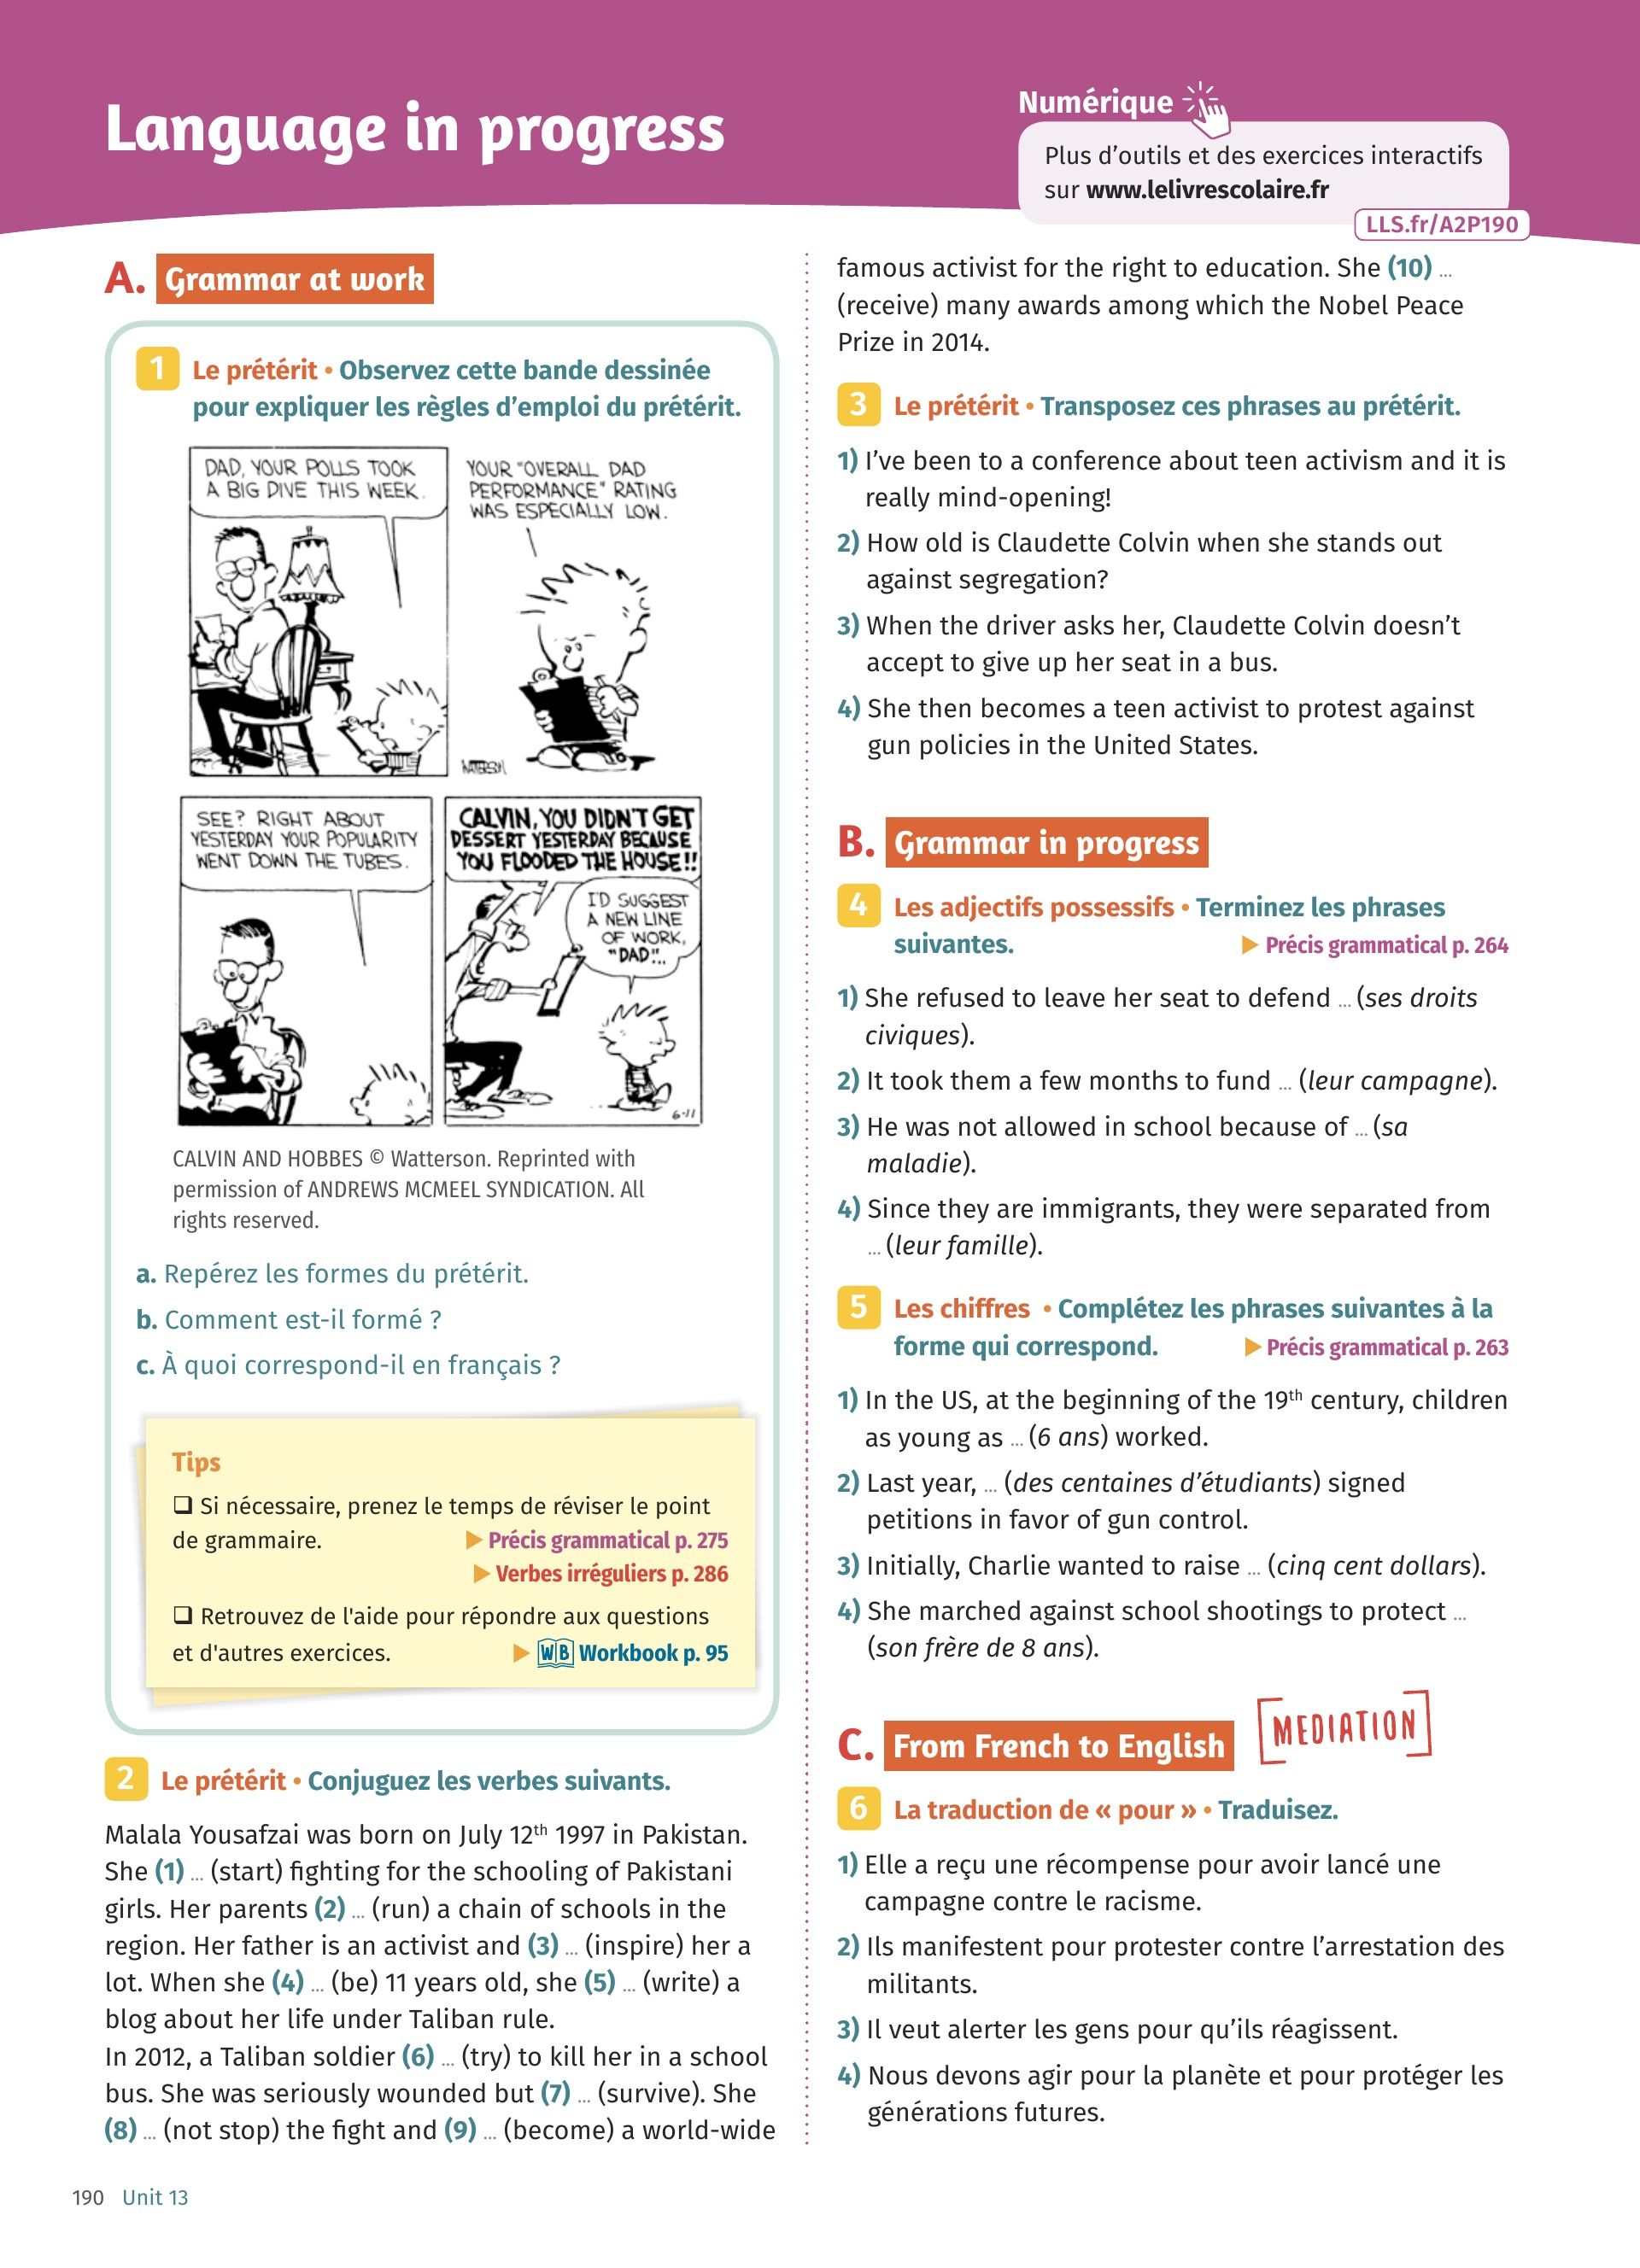 Language in progress
Numérique
Plus d'outils et des exercices interactifs
sur www.lelivrescolaire.fr
LLS.fr/A2P190
A. Grammar at work
1 Le prétérit • Observez cette bande dessinée
pour expliquer les règles d'emploi du prétérit.
DAD, YOUR POLLS TOOK
A BIG DIVE THIS WEEK.
YOUR "OVERALL DAD
PERFORMANCE" RATING
WAS ESPECIALLY LOW.
WATTERSON
SEE? RIGHT ABOUT
YESTERDAY YOUR POPULARITY
WENT DOWN THE TUBES.
CALVIN, YOU DIDN'T GET
DESSERT YESTERDAY BECAUSE
YOU FLOODED THE HOUSE!!
I'D SUGGEST
A NEW LINE
OF WORK,
"DAD"...
6-11
CALVIN AND HOBBES © Watterson. Reprinted with
permission of ANDREWS MCMEEL SYNDICATION. All
rights reserved.
a. Repérez les formes du prétérit.
b. Comment est-il formé ?
c. À quoi correspond-il en français ?
Tips
❑ Si nécessaire, prenez le temps de réviser le point
de grammaire. ▶ Précis grammatical p. 275
▶ Verbes irréguliers p. 286
❑ Retrouvez de l'aide pour répondre aux questions
et d'autres exercices. ▶ WB Workbook p. 95
2 Le prétérit • Conjuguez les verbes suivants.
Malala Yousafzai was born on July 12th 1997 in Pakistan.
She (1) ... (start) fighting for the schooling of Pakistani
girls. Her parents (2) ... (run) a chain of schools in the
region. Her father is an activist and (3) ... (inspire) her a
lot. When she (4) ... (be) 11 years old, she (5) ... (write) a
blog about her life under Taliban rule.
In 2012, a Taliban soldier (6) ... (try) to kill her in a school
bus. She was seriously wounded but (7) ... (survive). She
(8) ... (not stop) the fight and (9) ... (become) a world-wide
famous activist for the right to education. She (10) ...
(receive) many awards among which the Nobel Peace
Prize in 2014.
3 Le prétérit • Transposez ces phrases au prétérit.
1) I've been to a conference about teen activism and it is
really mind-opening!
2) How old is Claudette Colvin when she stands out
against segregation?
3) When the driver asks her, Claudette Colvin doesn't
accept to give up her seat in a bus.
4) She then becomes a teen activist to protest against
gun policies in the United States.
B. Grammar in progress
4 Les adjectifs possessifs • Terminez les phrases
suivantes. ▶ Précis grammatical p. 264
1) She refused to leave her seat to defend ... (ses droits
civiques).
2) It took them a few months to fund ... (leur campagne).
3) He was not allowed in school because of ... (sa
maladie).
4) Since they are immigrants, they were separated from
... (leur famille).
5 Les chiffres • Complétez les phrases suivantes à la
forme qui correspond. ▶ Précis grammatical p. 263
1) In the US, at the beginning of the 19th century, children
as young as ... (6 ans) worked.
2) Last year, ... (des centaines d'étudiants) signed
petitions in favor of gun control.
3) Initially, Charlie wanted to raise ... (cinq cent dollars).
4) She marched against school shootings to protect ...
(son frère de 8 ans).
C. From French to English
MEDIATION
6 La traduction de « pour » • Traduisez.
1) Elle a reçu une récompense pour avoir lancé une
campagne contre le racisme.
2) Ils manifestent pour protester contre l'arrestation des
militants.
3) Il veut alerter les gens pour qu'ils réagissent.
4) Nous devons agir pour la planète et pour protéger les
générations futures.
190 Unit 13